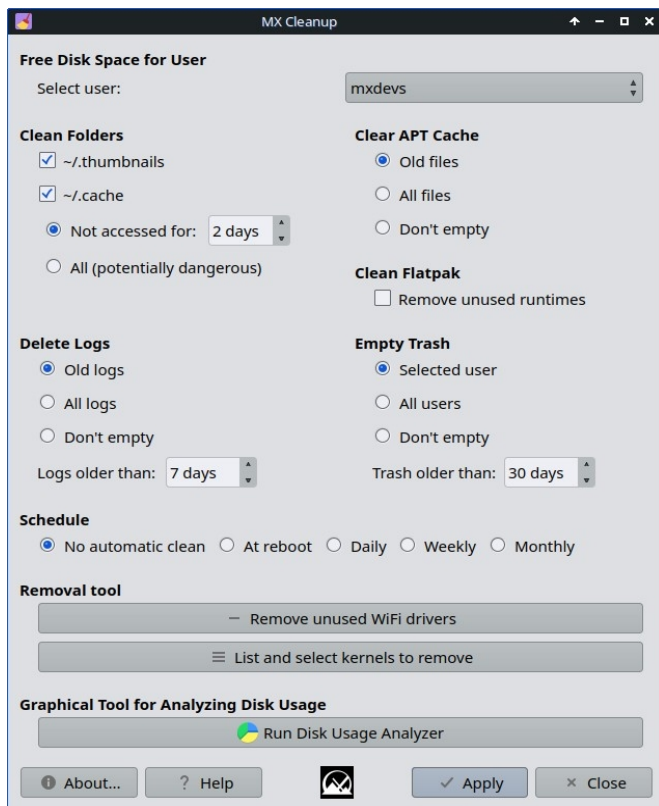 MX Cleanup
Free Disk Space for User
Select user: mxdevs
Clean Folders
~/.thumbnails
~/.cache
Not accessed for: 2 days
All (potentially dangerous)
Clear APT Cache
Old files
All files
Don't empty
Clean Flatpak
Remove unused runtimes
Delete Logs
Old logs
All logs
Don't empty
Logs older than: 7 days
Empty Trash
Selected user
All users
Don't empty
Trash older than: 30 days
Schedule
No automatic clean At reboot Daily Weekly Monthly
Removal tool
Remove unused WiFi drivers
List and select kernels to remove
Graphical Tool for Analyzing Disk Usage
Run Disk Usage Analyzer
About... ? Help Apply Close